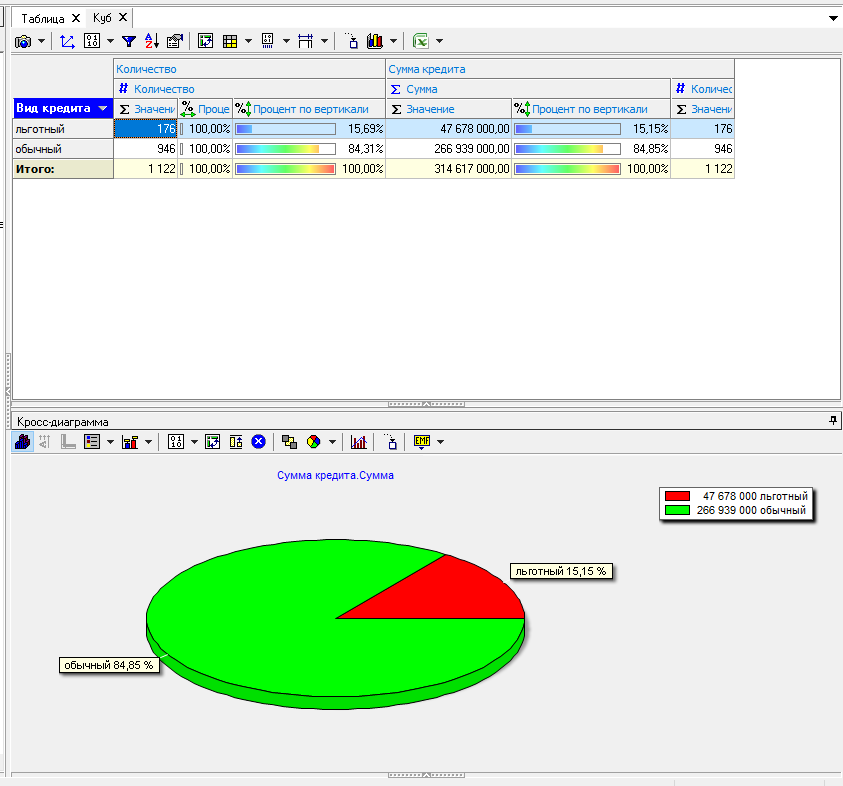 Таблица Куб
Количество Сумма кредита
# Количество Σ Сумма # Количес
Вид кредита Σ Значени % Проце % Процент по вертикали Σ Значение % Процент по вертикали Σ Значени
льготный 176 100,00% 15,69% 47 678 000,00 15,15% 176
обычный 946 100,00% 84,31% 266 939 000,00 84,85% 946
Итого: 1 122 100,00% 100,00% 314 617 000,00 100,00% 1 122
Кросс-диаграмма
EMF
Сумма кредита.Сумма
47 678 000 льготный
266 939 000 обычный
льготный 15,15 %
обычный 84,85 %